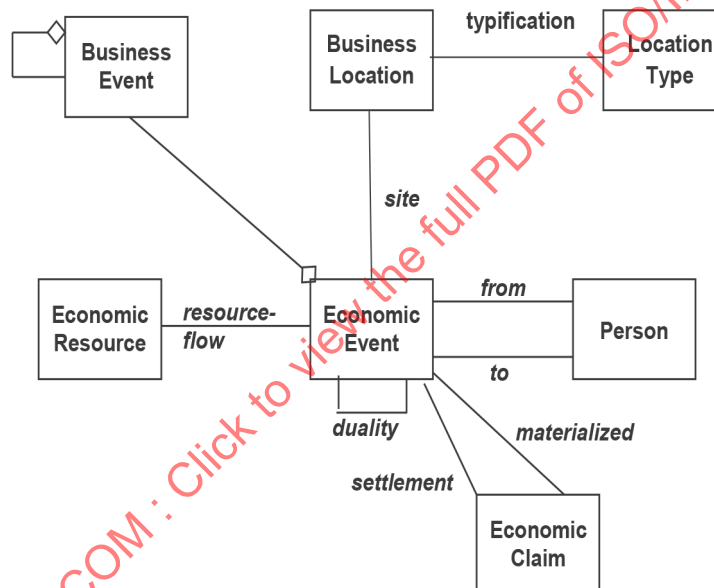 typification
Business
Event
Business
Location
Location
Type
site
Economic
Resource
resource-
flow
Economic
Event
from
to
Person
duality
materialized
settlement
Economic
Claim
COM : Click to view the full PDF of